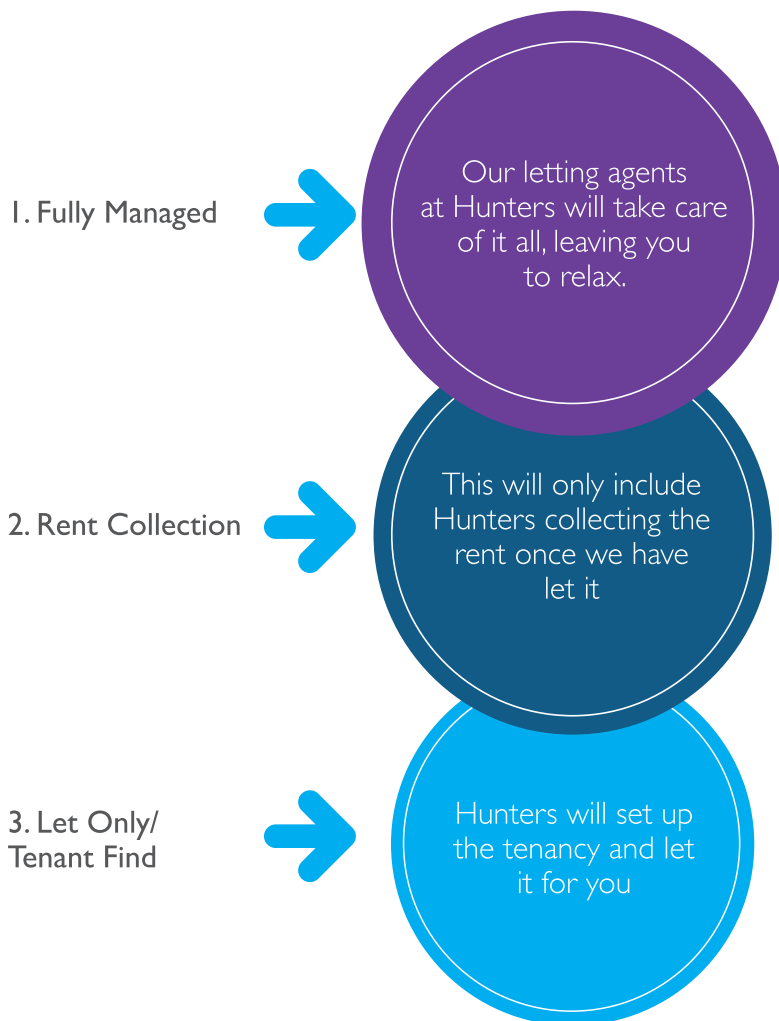 1. Fully Managed
Our letting agents
at Hunters will take care
of it all, leaving you
to relax.
2. Rent Collection
This will only include
Hunters collecting the
rent once we have
let it
3. Let Only/
Tenant Find
Hunters will set up
the tenancy and let
it for you